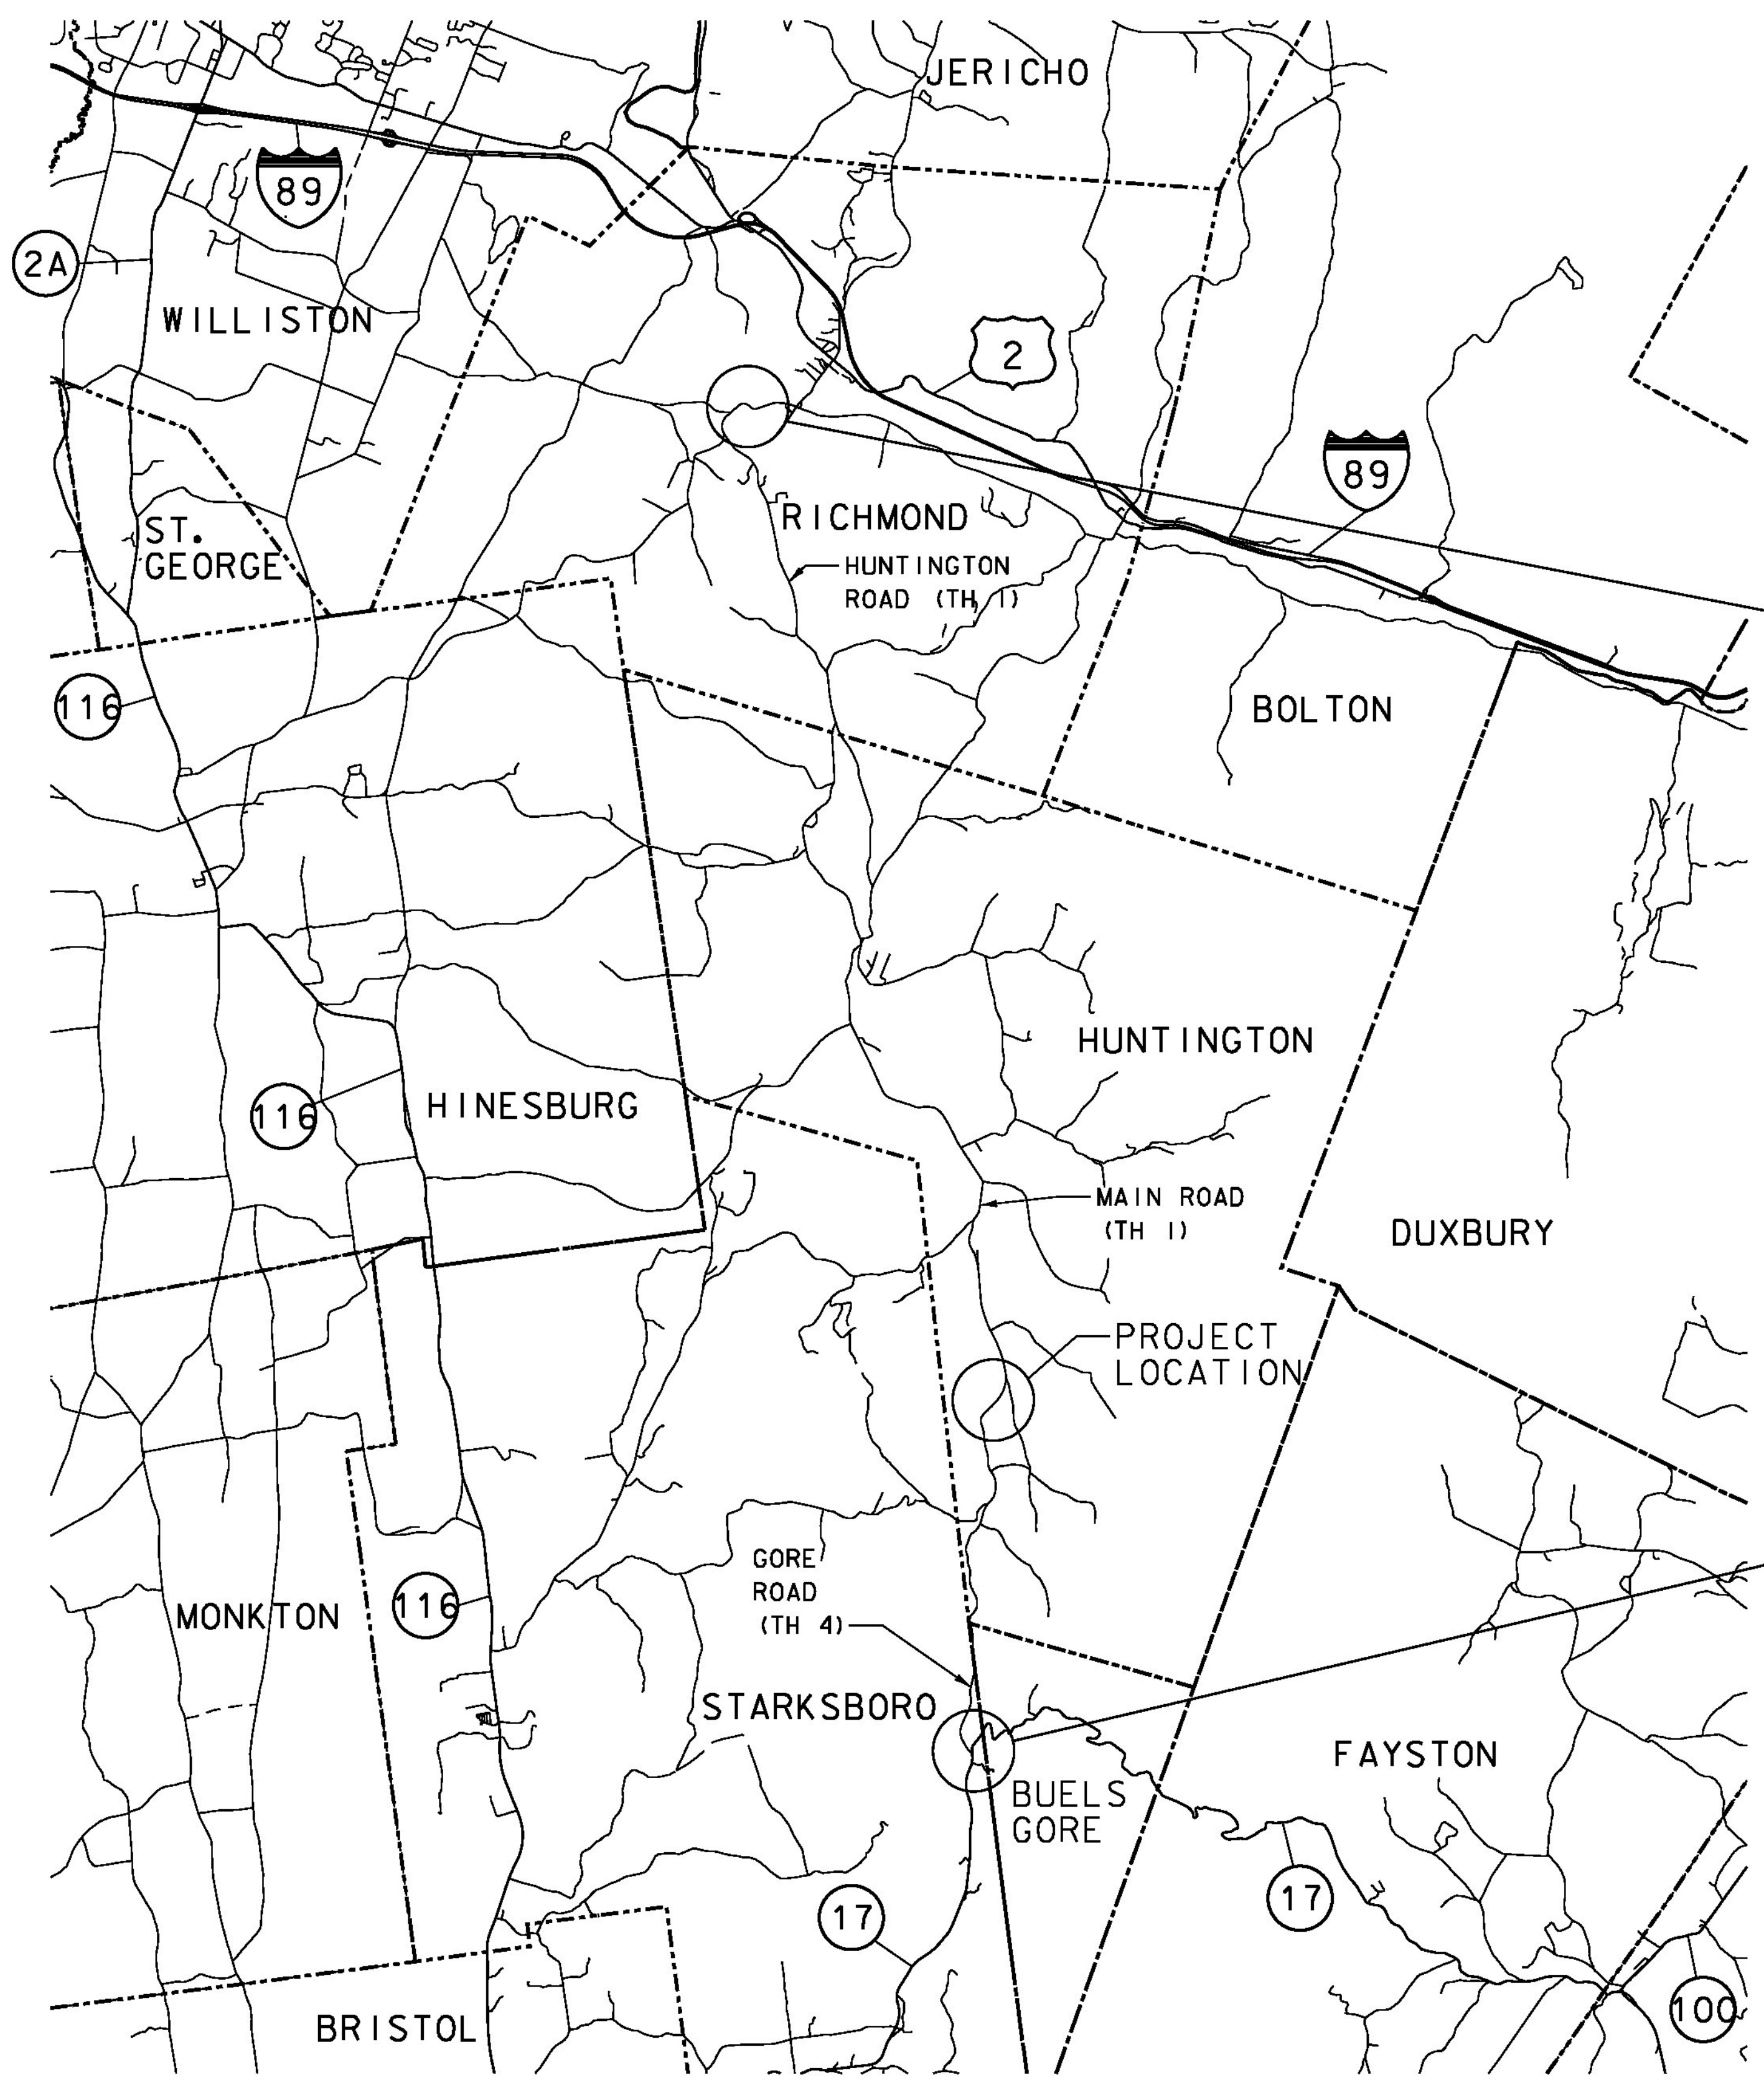 JERICHO
89
2A
WILLISTON
2
89
RICHMOND
ST.
GEORGE
HUNTINGTON
ROAD (TH 1)
116
BOLTON
HUNTINGTON
116
HINESBURG
MAIN ROAD
(TH 1)
DUXBURY
PROJECT
LOCATION
GORE
ROAD
(TH 4)
MONKTON
116
STARKSBORO
FAYSTON
BUELS
GORE
17
17
100
BRISTOL